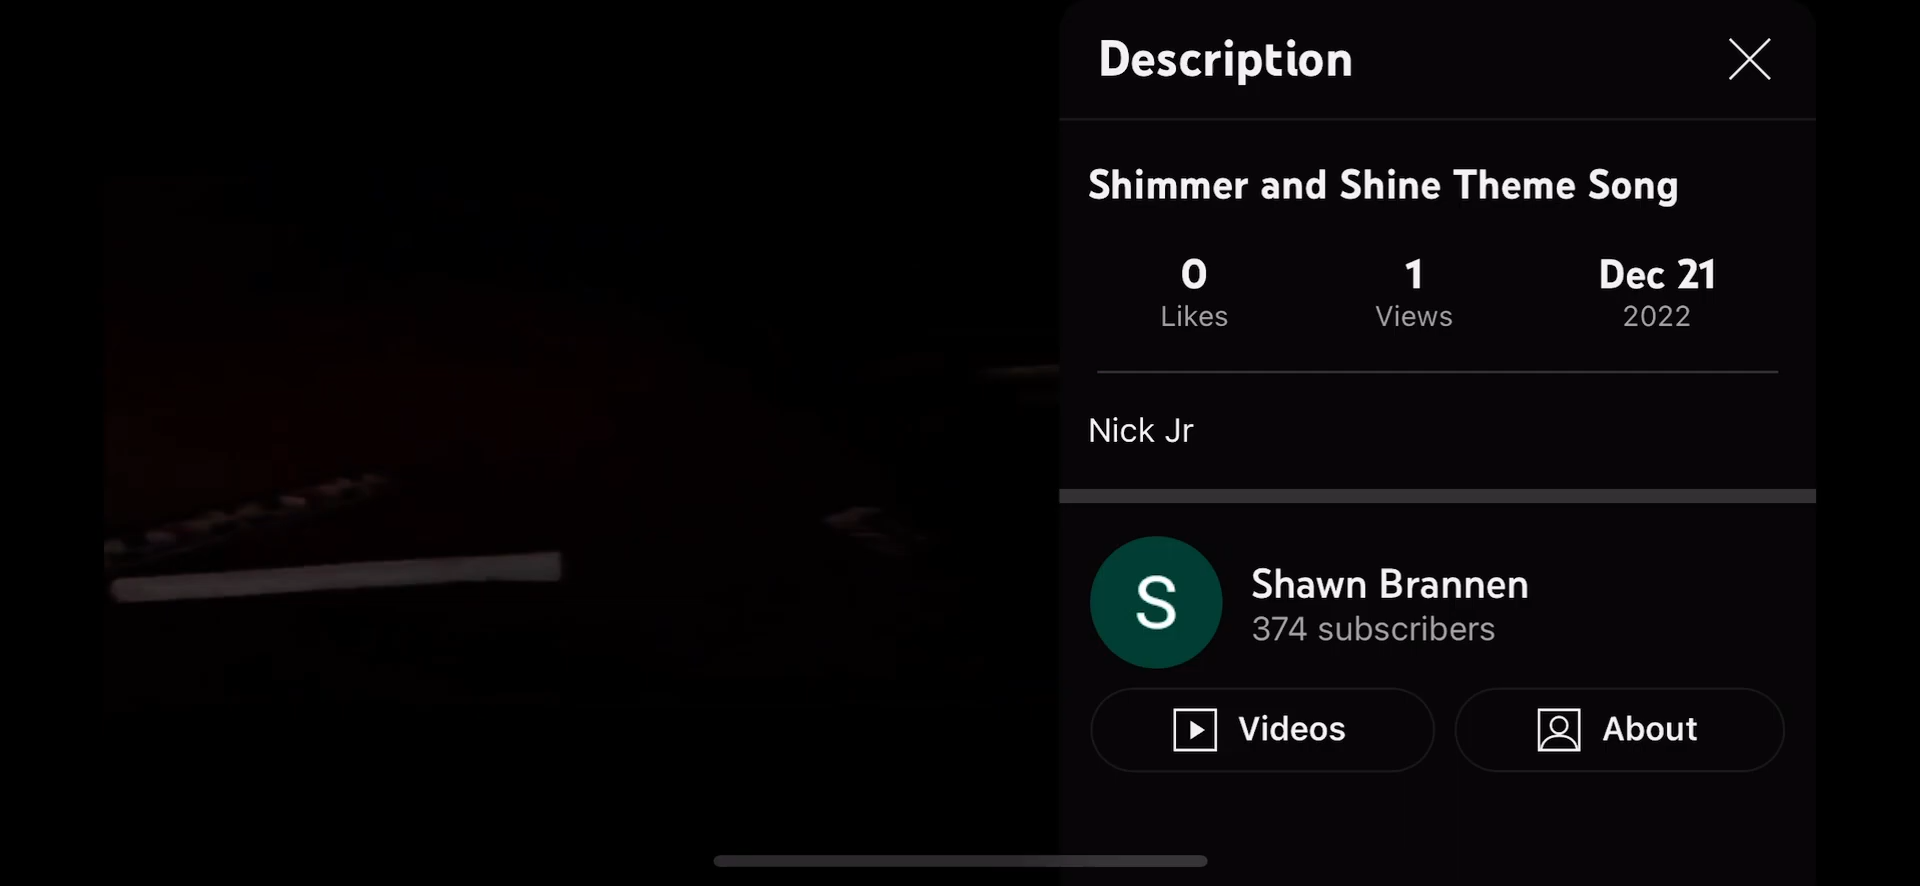 Description
Shimmer and Shine Theme Song
0
Likes
1
Views
Dec 21
2022
Nick Jr
S
Shawn Brannen
374 subscribers
Videos
About